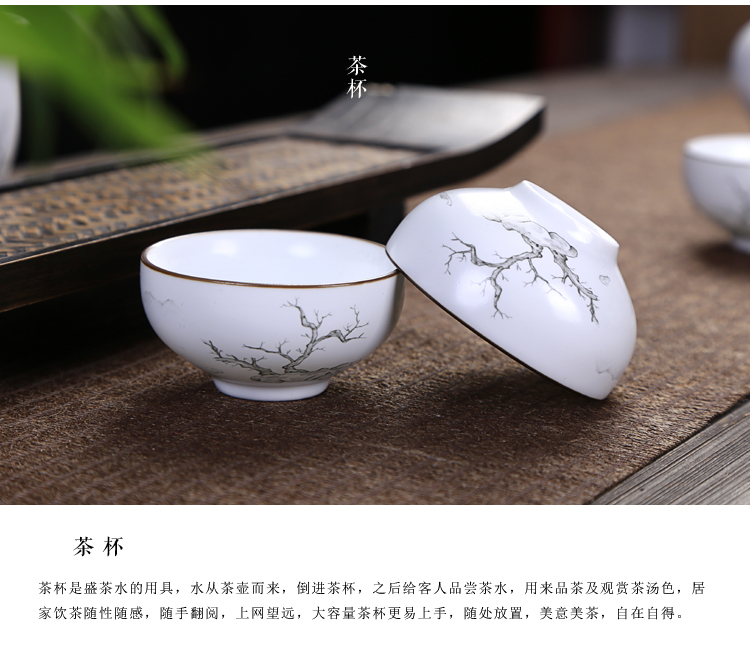 茶杯
茶杯
茶杯是盛茶水的用具，水从茶壶而来，倒进茶杯，之后给客人品尝茶水，用来品茶及观赏茶汤色，居
家饮茶随性随感，随手翻阅，上网望远，大容量茶杯更易上手，随处放置，美意美茶，自在自得。